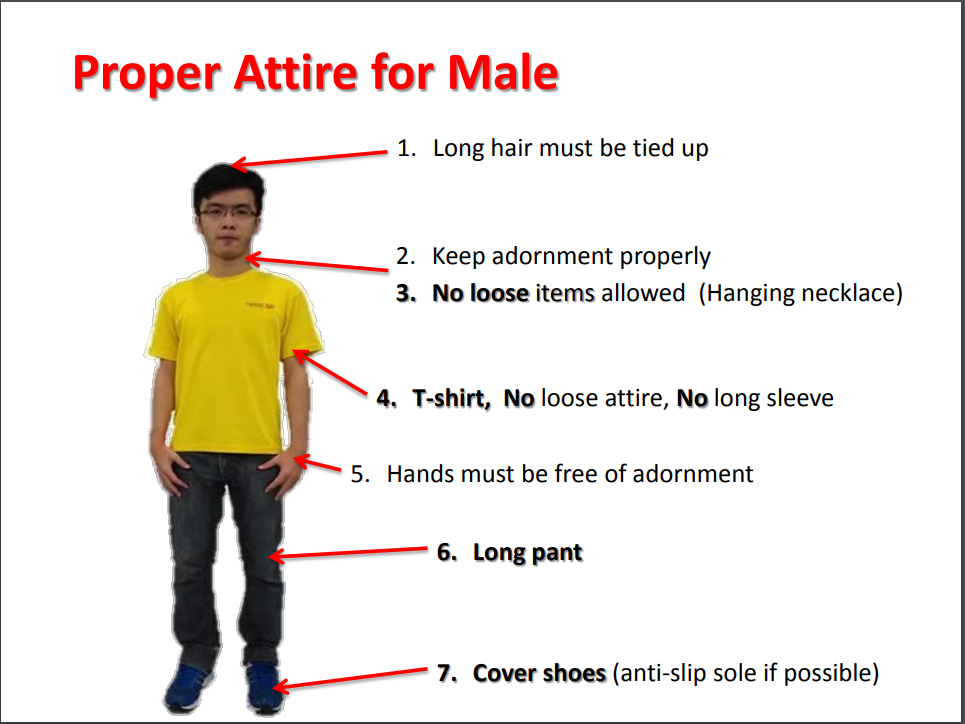 Proper Attire for Male
1. Long hair must be tied up
2. Keep adornment properly
3. No loose items allowed (Hanging necklace)
4. T-shirt, No loose attire, No long sleeve
5. Hands must be free of adornment
6. Long pant
7. Cover shoes (anti-slip sole if possible)